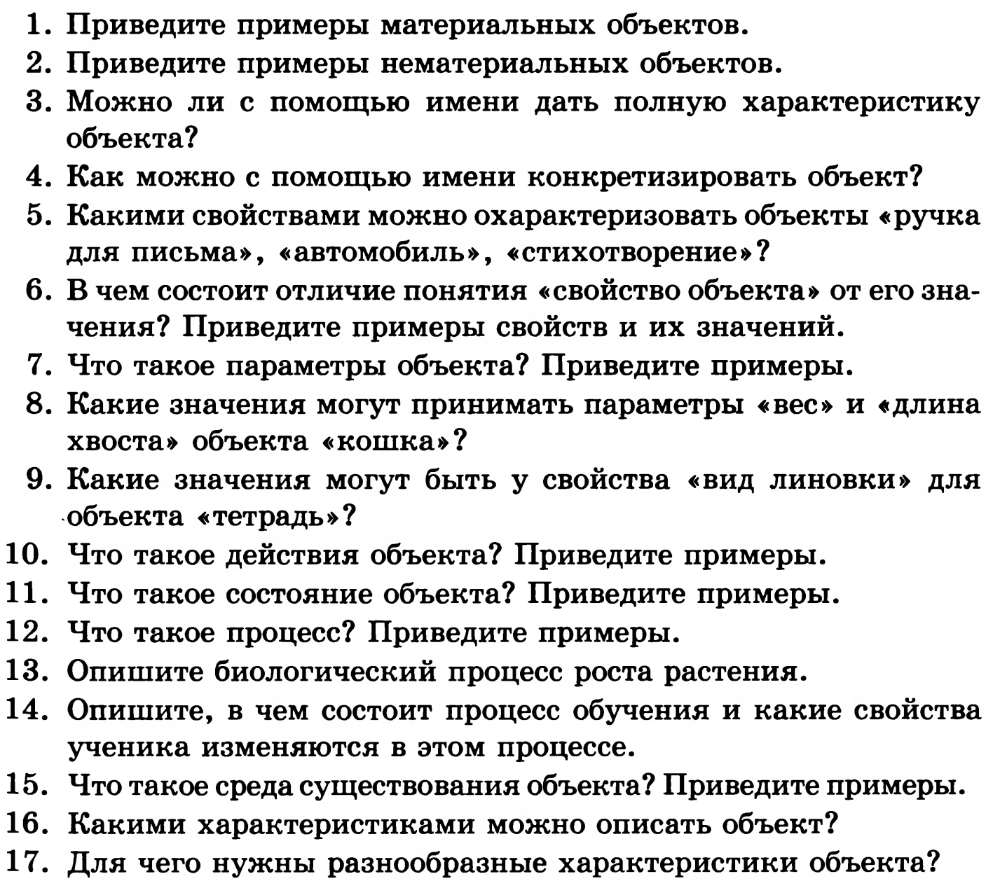 1. Приведите примеры материальных объектов.
2. Приведите примеры нематериальных объектов.
3. Можно ли с помощью имени дать полную характеристику
объекта?
4. Как можно с помощью имени конкретизировать объект?
5. Какими свойствами можно охарактеризовать объекты «ручка
для письма», «автомобиль», «стихотворение»?
6. В чем состоит отличие понятия «свойство объекта» от его зна-
чения? Приведите примеры свойств и их значений.
7. Что такое параметры объекта? Приведите примеры.
8. Какие значения могут принимать параметры «вес» и «длина
хвоста» объекта «кошка»?
9. Какие значения могут быть у свойства «вид линовки» для
объекта «тетрадь»?
10. Что такое действия объекта? Приведите примеры.
11. Что такое состояние объекта? Приведите примеры.
12. Что такое процесс? Приведите примеры.
13. Опишите биологический процесс роста растения.
14. Опишите, в чем состоит процесс обучения и какие свойства
ученика изменяются в этом процессе.
15. Что такое среда существования объекта? Приведите примеры.
16. Какими характеристиками можно описать объект?
17. Для чего нужны разнообразные характеристики объекта?